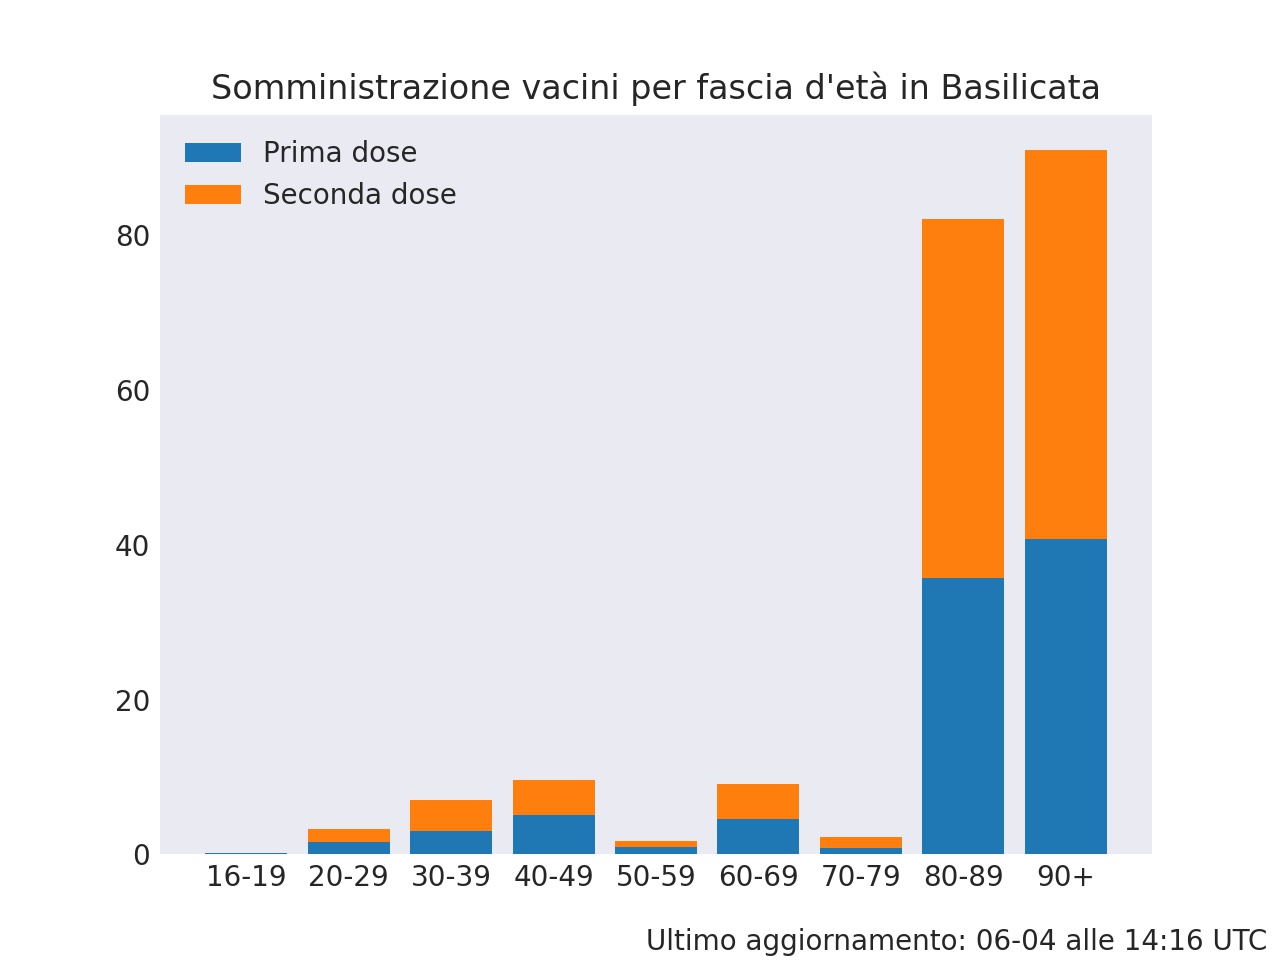 Somministrazione vacini per fascia d'età in Basilicata
Prima dose
Seconda dose
80
60
40
20
0
16-19 20-29 30-39 40-49 50-59 60-69 70-79 80-89 90+
Ultimo aggiornamento: 06-04 alle 14:16 UTC